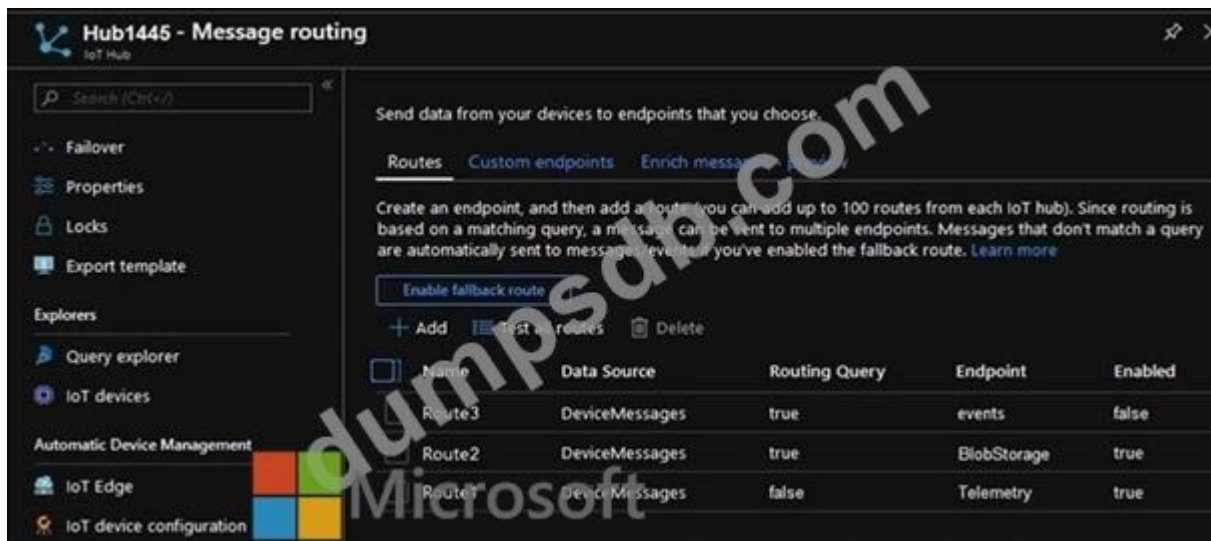 Hub1445 - Message routing
IoT Hub
Search (Ctrl+/)
Failover
Properties
Locks
Export template
Explorers
Query explorer
IoT devices
Automatic Device Management
IoT Edge
IoT device configuration
Send data from your devices to endpoints that you choose.
Routes Custom endpoints Enrich
Create an endpoint, and then add a route (you can add up to 100 routes from each IoT hub). Since routing is
based on a matching query, a message can be sent to multiple endpoints. Messages that don't match a query
are automatically sent to messages/events if you've enabled the fallback route. Learn more
Enable fallback route
Add Test all routes Delete
Name Data Source Routing Query Endpoint Enabled
Route3 DeviceMessages true events false
Route2 DeviceMessages true BlobStorage true
Route1 DeviceMessages false Telemetry true
dumpsdb.com
Microsoft